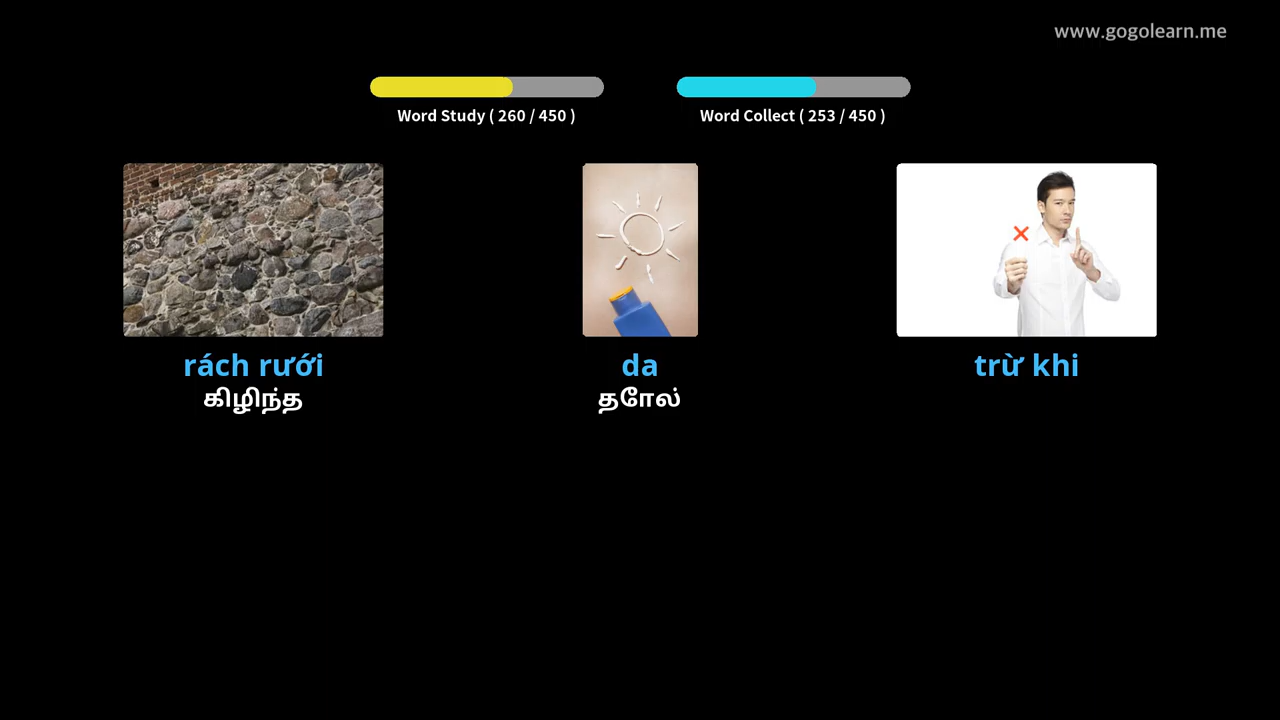 www.gogolearn.me
Word Study ( 260 / 450 )
Word Collect ( 253 / 450 )
rách rưới
கிழிந்த
da
தோல்
trừ khi